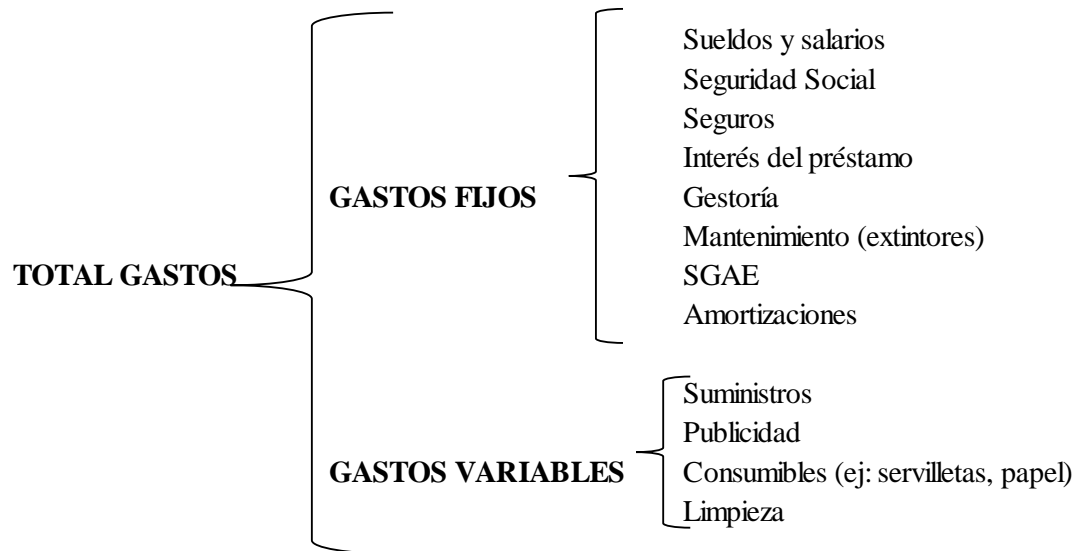 TOTAL GASTOS
GASTOS FIJOS
Sueldos y salarios
Seguridad Social
Seguros
Interés del préstamo
Gestoría
Mantenimiento (extintores)
SGAE
Amortizaciones
GASTOS VARIABLES
Suministros
Publicidad
Consumibles (ej: servilletas, papel)
Limpieza